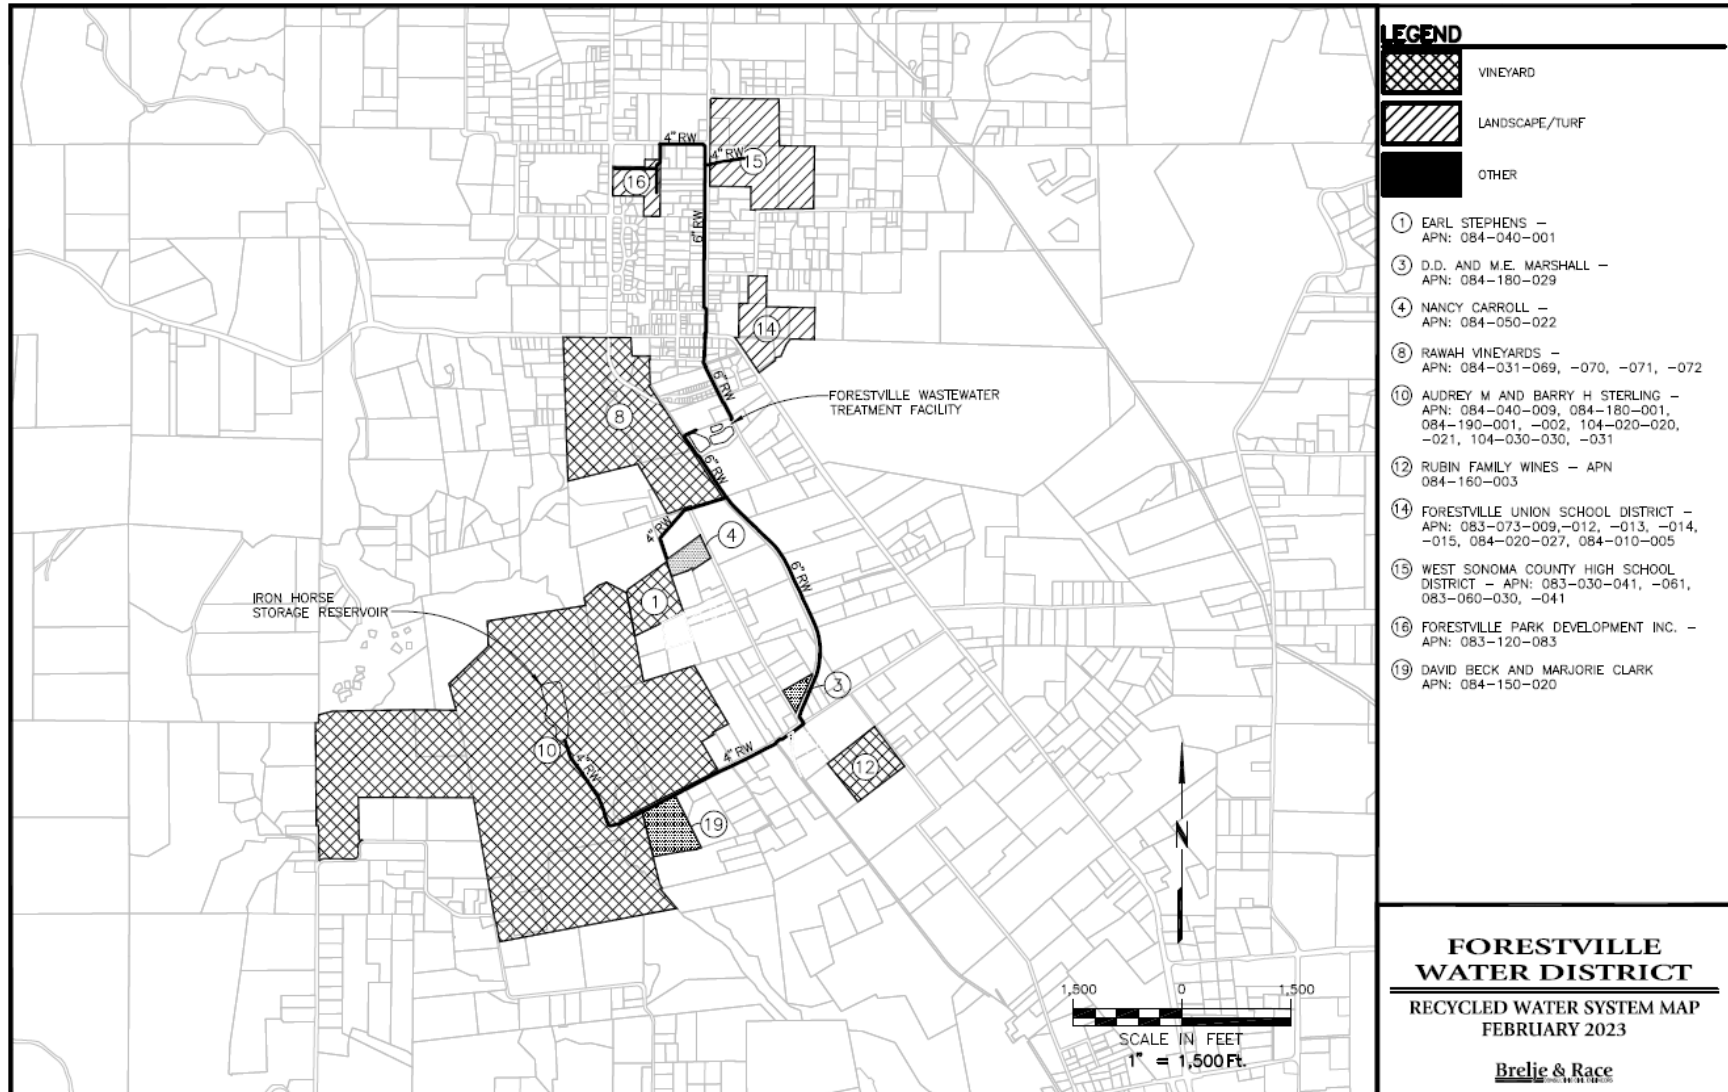 4" RW
4" RW
15
16
6" RW
14
6" RW
FORESTVILLE WASTEWATER
TREATMENT FACILITY
8
6" RW
4" RW
4
6" RW
IRON HORSE
STORAGE RESERVOIR
1
3
10
4" RW
4" RW
12
19
N
1,500 0 1,500
SCALE IN FEET
1" = 1,500 Ft.
LEGEND
VINEYARD
LANDSCAPE/TURF
OTHER
1 EARL STEPHENS –
APN: 084–040–001
3 D.D. AND M.E. MARSHALL –
APN: 084–180–029
4 NANCY CARROLL –
APN: 084–050–022
8 RAWAH VINEYARDS –
APN: 084–031–069, –070, –071, –072
10 AUDREY M AND BARRY H STERLING –
APN: 084–040–009, 084–180–001,
084–190–001, –002, 104–020–020,
–021, 104–030–030, –031
12 RUBIN FAMILY WINES – APN
084–160–003
14 FORESTVILLE UNION SCHOOL DISTRICT –
APN: 083–073–009,–012, –013, –014,
–015, 084–020–027, 084–010–005
15 WEST SONOMA COUNTY HIGH SCHOOL
DISTRICT – APN: 083–030–041, –061,
083–060–030, –041
16 FORESTVILLE PARK DEVELOPMENT INC. –
APN: 083–120–083
19 DAVID BECK AND MARJORIE CLARK
APN: 084–150–020
FORESTVILLE
WATER DISTRICT
RECYCLED WATER SYSTEM MAP
FEBRUARY 2023
Brelje & Race